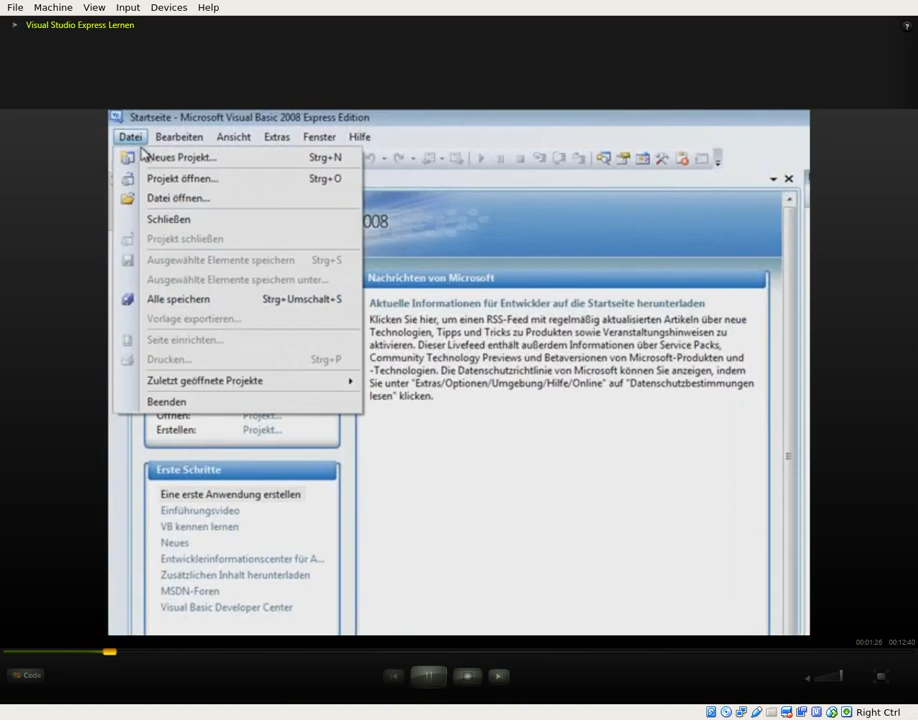 File Machine View Input Devices Help
Visual Studio Express Lernen
?
Startseite - Microsoft Visual Basic 2008 Express Edition
Datei Bearbeiten Ansicht Extras Fenster Hilfe
Neues Projekt... Strg+N
Projekt öffnen... Strg+O
Datei öffnen...
Schließen
Projekt schließen
Ausgewählte Elemente speichern Strg+S
Ausgewählte Elemente speichern unter...
Alle speichern Strg+Umschalt+S
Vorlage exportieren...
Seite einrichten...
Drucken... Strg+P
Zuletzt geöffnete Projekte
Beenden
Öffnen: Projekt...
Erstellen: Projekt...
Erste Schritte
Eine erste Anwendung erstellen
Einführungsvideo
VB kennen lernen
Neues
Entwicklerinformationscenter für A...
Zusätzlichen Inhalt herunterladen
MSDN-Foren
Visual Basic Developer Center
008
Nachrichten von Microsoft
Aktuelle Informationen für Entwickler auf die Startseite herunterladen
Klicken Sie hier, um einen RSS-Feed mit regelmäßig aktualisierten Artikeln über neue
Technologien, Tipps und Tricks zu Produkten sowie Veranstaltungshinweisen zu
aktivieren. Dieser Livefeed enthält außerdem Informationen über Service Packs,
Community Technology Previews und Betaversionen von Microsoft-Produkten und
-Technologien. Die Datenschutzrichtlinie von Microsoft können Sie anzeigen, indem
Sie unter "Extras/Optionen/Umgebung/Hilfe/Online" auf "Datenschutzbestimmungen
lesen" klicken.
00:01:26 00:12:40
Code
Right Ctrl